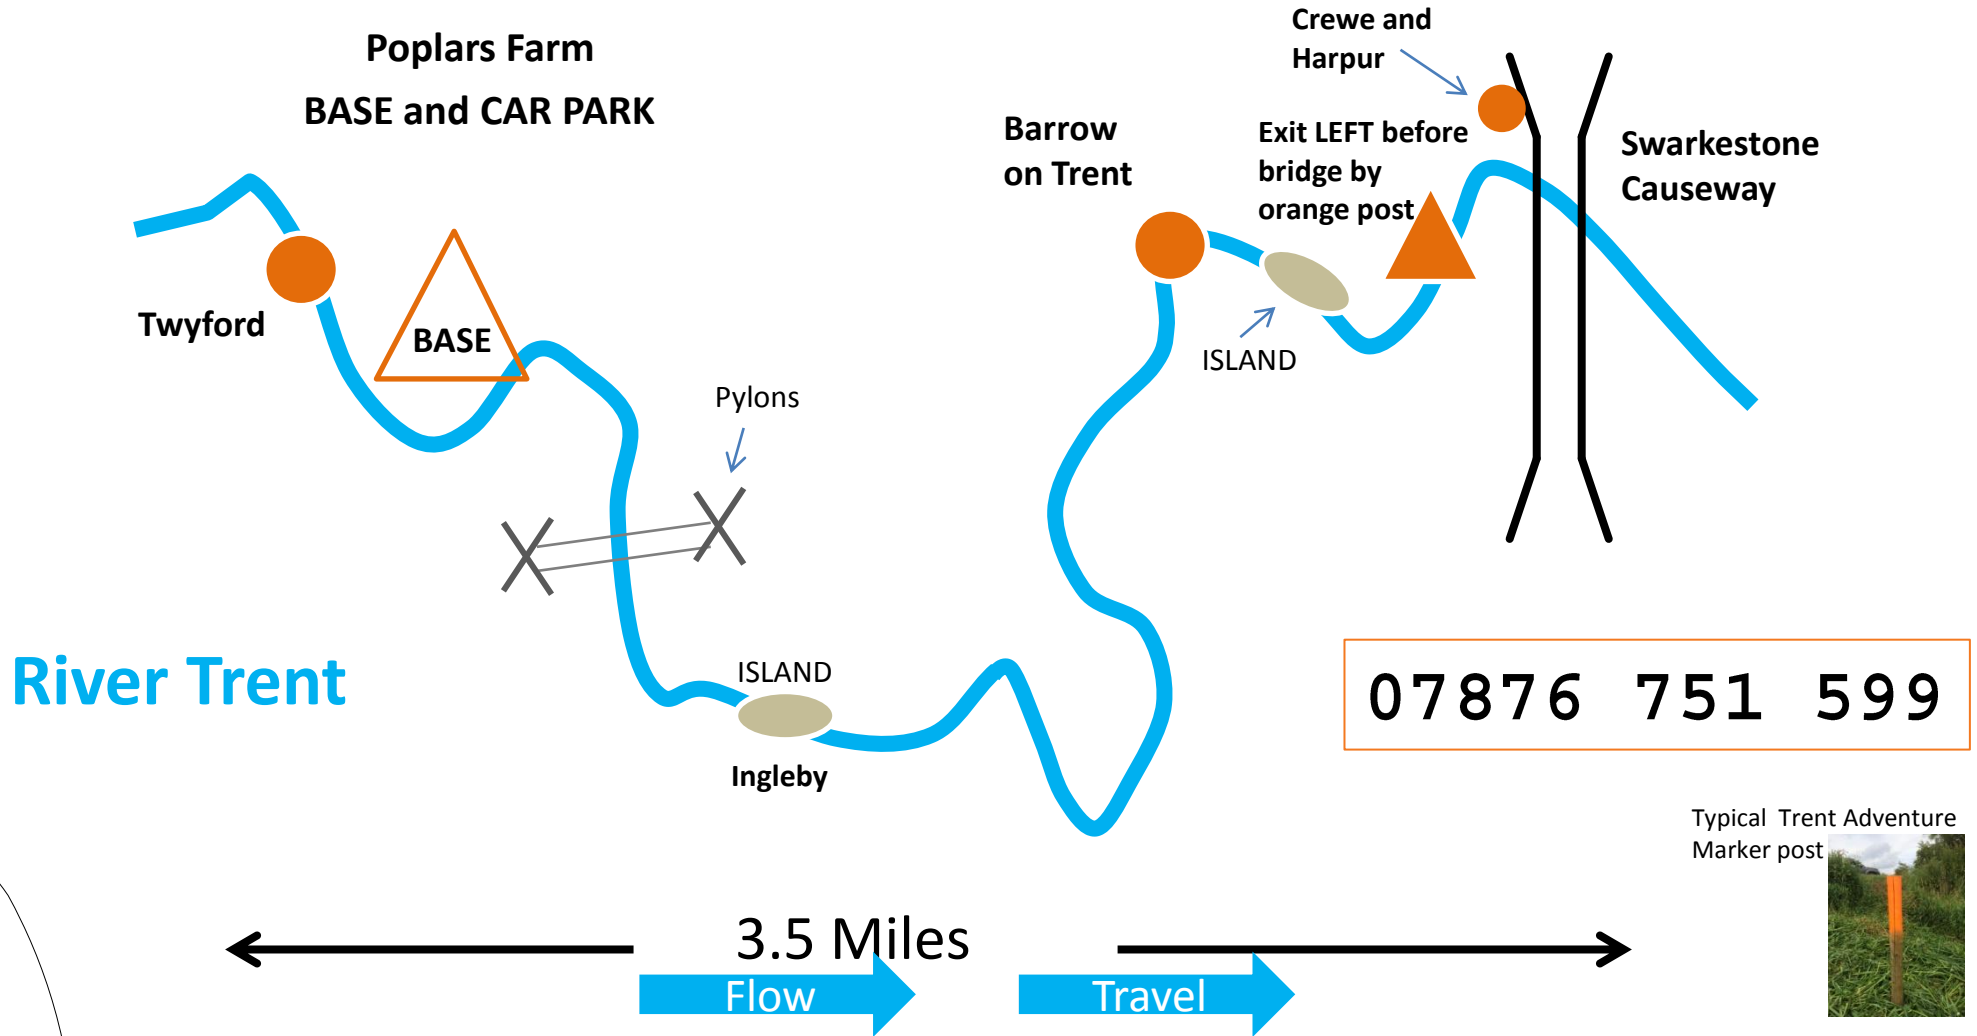 Poplars Farm
BASE and CAR PARK
Crewe and
Harpur
Barrow
on Trent
Exit LEFT before
bridge by
orange post
Swarkestone
Causeway
Twyford
BASE
ISLAND
Pylons
River Trent
ISLAND
Ingleby
07876 751 599
Typical Trent Adventure
Marker post
3.5 Miles
Flow
Travel